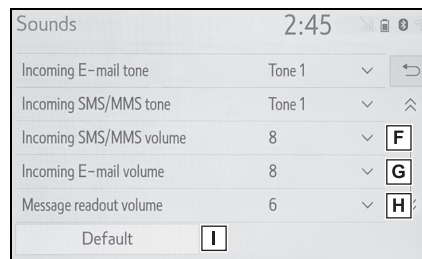 Sounds 2:45
Incoming E-mail tone Tone 1
Incoming SMS/MMS tone Tone 1
Incoming SMS/MMS volume 8 F
Incoming E-mail volume 8 G
Message readout volume 6 H
Default I